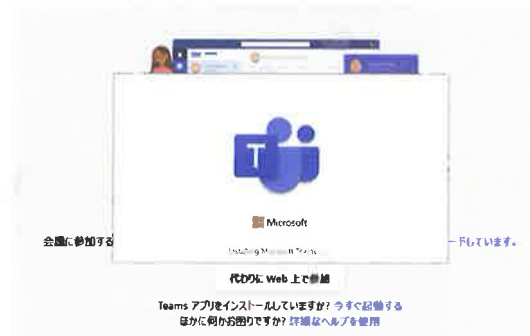 T
Microsoft
会議に参加する
ードしています。
Installing Microsoft Teams
代わりに Web 上で参加
Teams アプリをインストールしていますか? 今すぐ起動する
ほかに何かお困りですか? 詳細なヘルプを使用